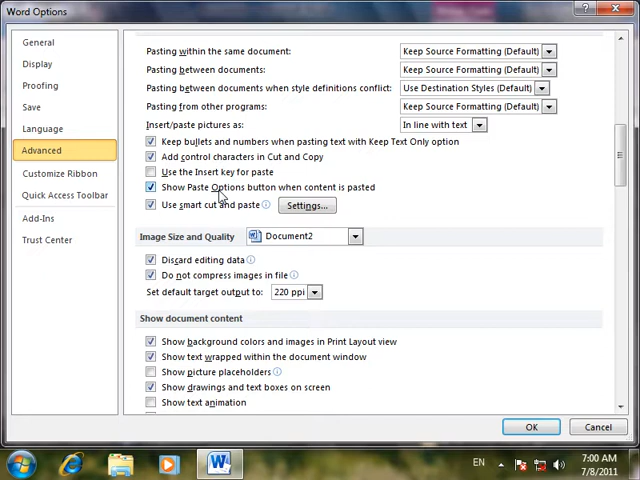 Word Options
General
Display
Proofing
Save
Language
Advanced
Customize Ribbon
Quick Access Toolbar
Add-Ins
Trust Center
Pasting within the same document: Keep Source Formatting (Default)
Pasting between documents: Keep Source Formatting (Default)
Pasting between documents when style definitions conflict: Use Destination Styles (Default)
Pasting from other programs: Keep Source Formatting (Default)
Insert/paste pictures as: In line with text
Keep bullets and numbers when pasting text with Keep Text Only option
Add control characters in Cut and Copy
Use the Insert key for paste
Show Paste Options button when content is pasted
Use smart cut and paste Settings...
Image Size and Quality Document2
Discard editing data
Do not compress images in file
Set default target output to: 220 ppi
Show document content
Show background colors and images in Print Layout view
Show text wrapped within the document window
Show picture placeholders
Show drawings and text boxes on screen
Show text animation
OK Cancel
EN 7:00 AM
7/8/2011